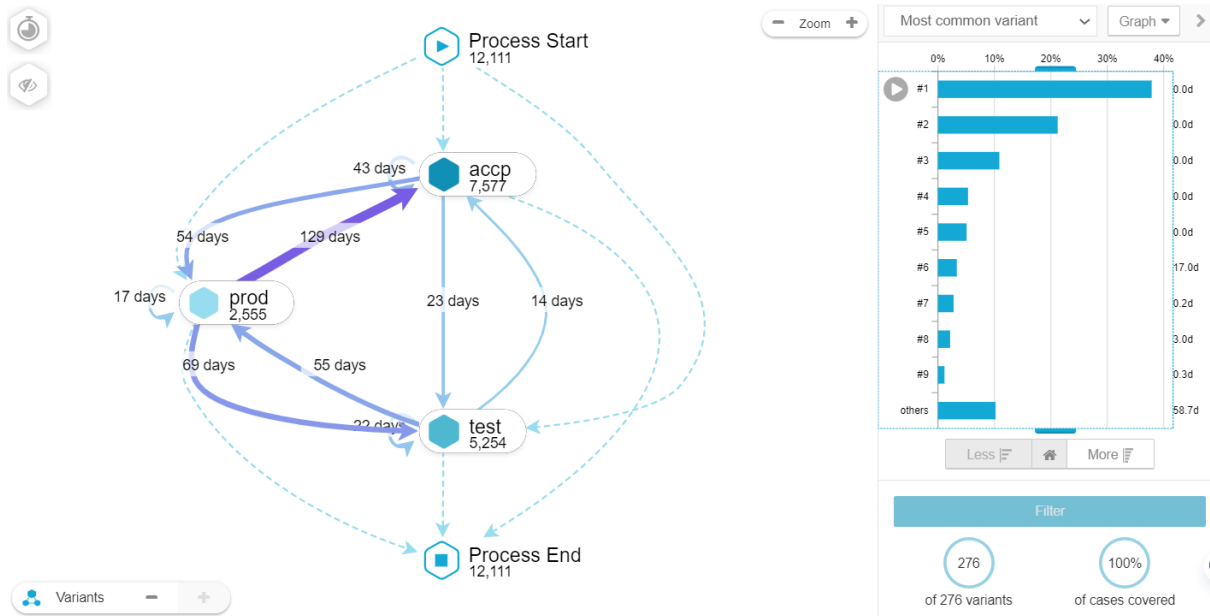 Process Start
12,111
Zoom
43 days
accp
7,577
54 days
129 days
17 days
prod
2,555
23 days
14 days
69 days
55 days
22 days
test
5,254
Process End
12,111
Variants
Most common variant
Graph
0%
10%
20%
30%
40%
#1
0.0d
#2
0.0d
#3
0.0d
#4
0.0d
#5
0.0d
#6
17.0d
#7
0.2d
#8
3.0d
#9
0.3d
others
58.7d
Less
More
Filter
276
of 276 variants
100%
of cases covered